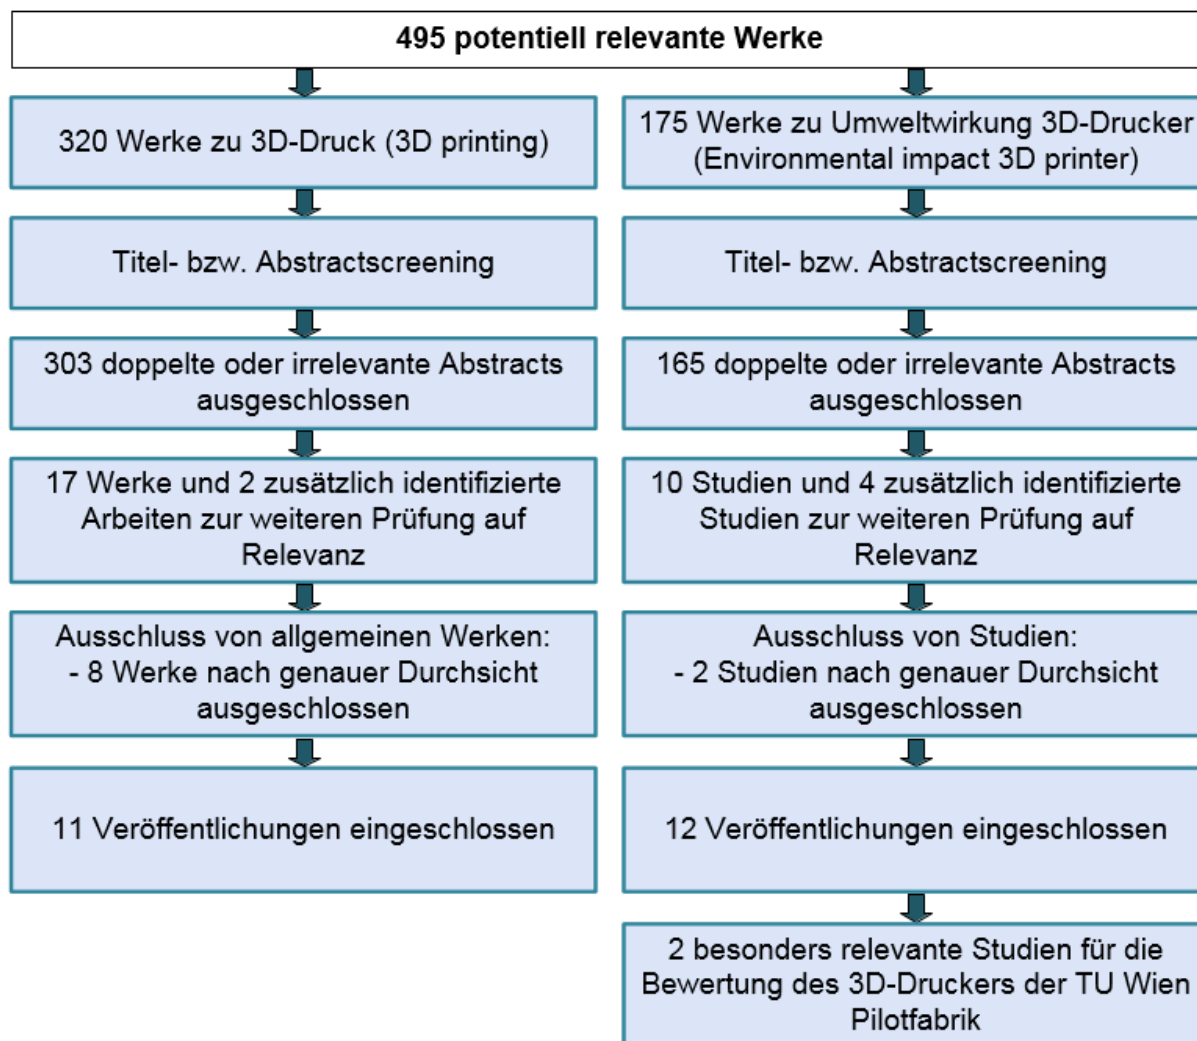 495 potentiell relevante Werke
320 Werke zu 3D-Druck (3D printing)
Titel- bzw. Abstractscreening
303 doppelte oder irrelevante Abstracts
ausgeschlossen
17 Werke und 2 zusätzlich identifizierte
Arbeiten zur weiteren Prüfung auf
Relevanz
Ausschluss von allgemeinen Werken:
- 8 Werke nach genauer Durchsicht
ausgeschlossen
11 Veröffentlichungen eingeschlossen
175 Werke zu Umweltwirkung 3D-Drucker
(Environmental impact 3D printer)
Titel- bzw. Abstractscreening
165 doppelte oder irrelevante Abstracts
ausgeschlossen
10 Studien und 4 zusätzlich identifizierte
Studien zur weiteren Prüfung auf
Relevanz
Ausschluss von Studien:
- 2 Studien nach genauer Durchsicht
ausgeschlossen
12 Veröffentlichungen eingeschlossen
2 besonders relevante Studien für die
Bewertung des 3D-Druckers der TU Wien
Pilotfabrik